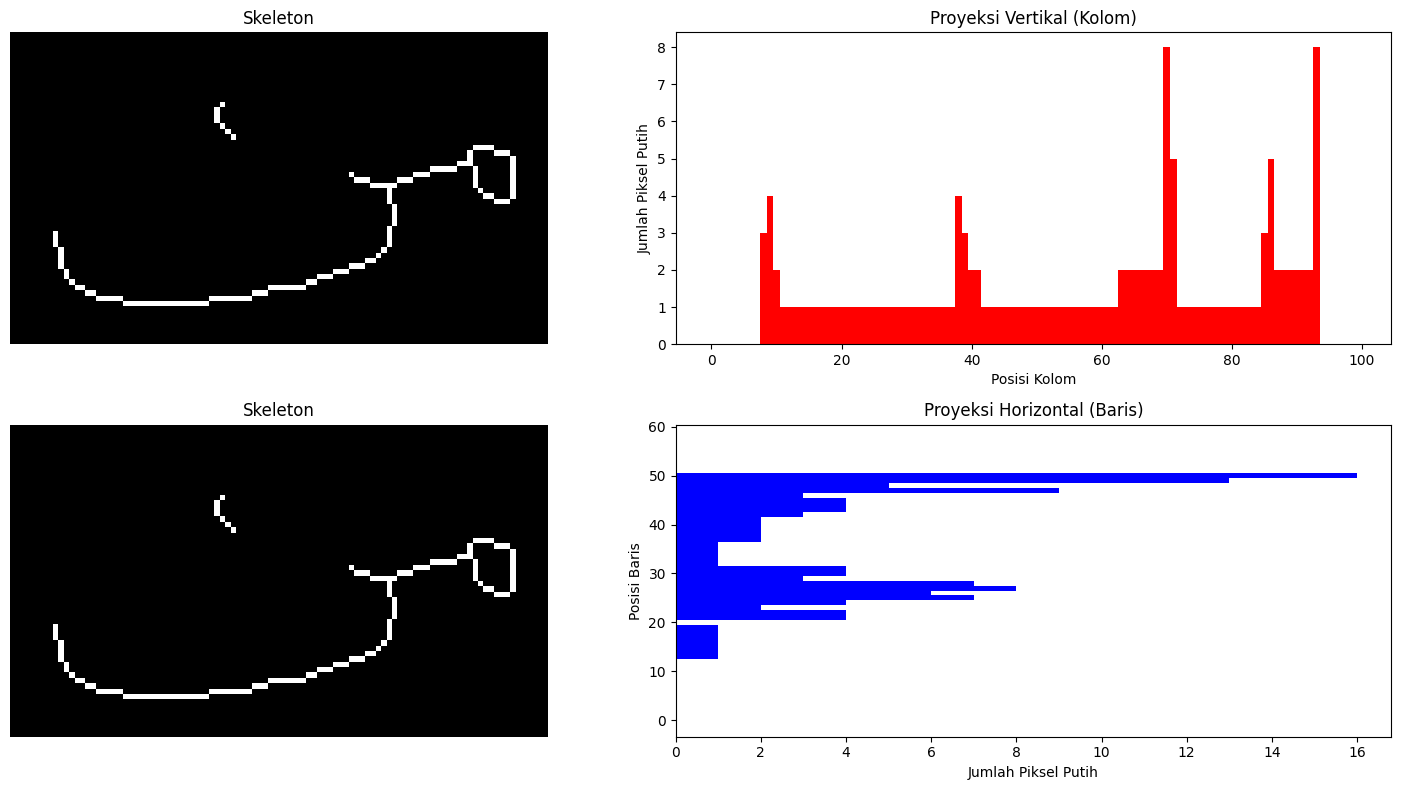 Skeleton
Proyeksi Vertikal (Kolom)
Jumlah Piksel Putih
8
7
6
5
4
3
2
1
0
0 20 40 60 80 100
Posisi Kolom
Skeleton
Proyeksi Horizontal (Baris)
Posisi Baris
60
50
40
30
20
10
0
0 2 4 6 8 10 12 14 16
Jumlah Piksel Putih